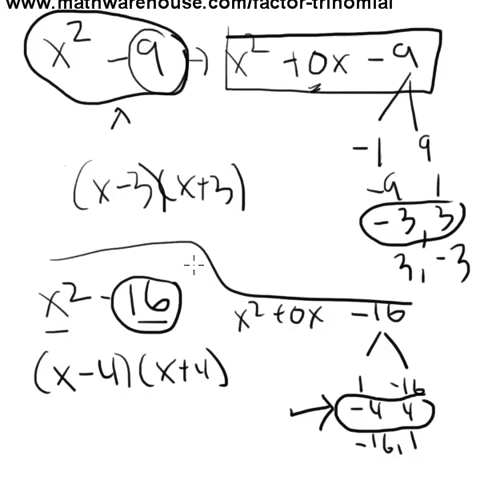 www.mathwarehouse.com/factor-trinomial
x² - 9 → x² + 0x - 9
-1 9
-9 1
-3, 3
3, -3
(x-3)(x+3)
x² - 16
x² + 0x - 16
(x-4)(x+4)
1 -16
-4 4
-16, 1